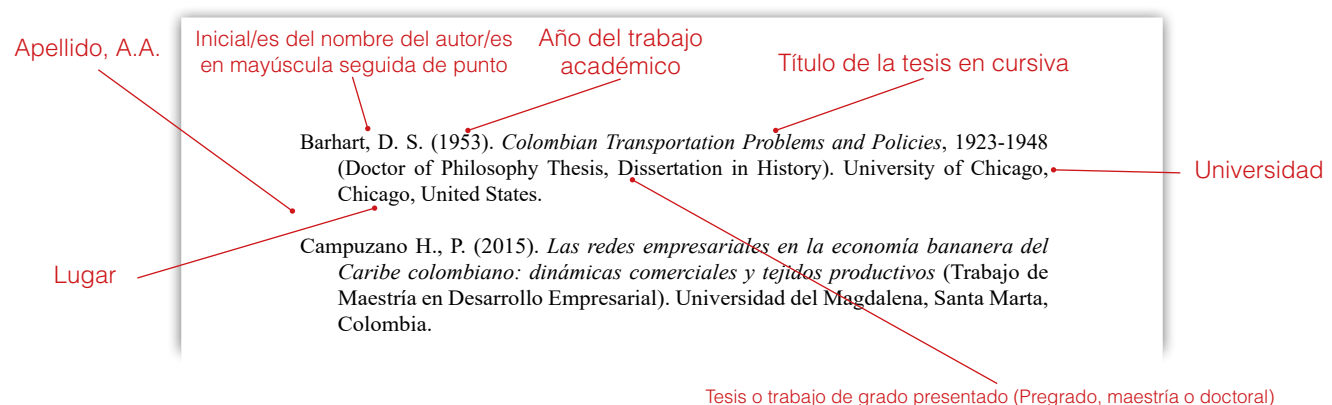 Apellido, A.A.
Inicial/es del nombre del autor/es
en mayúscula seguida de punto
Año del trabajo
académico
Título de la tesis en cursiva
Barhart, D. S. (1953). Colombian Transportation Problems and Policies, 1923-1948
(Doctor of Philosophy Thesis, Dissertation in History). University of Chicago,
Chicago, United States.
Universidad
Campuzano H., P. (2015). Las redes empresariales en la economía bananera del
Caribe colombiano: dinámicas comerciales y tejidos productivos (Trabajo de
Maestría en Desarrollo Empresarial). Universidad del Magdalena, Santa Marta,
Colombia.
Lugar
Tesis o trabajo de grado presentado (Pregrado, maestría o doctoral)